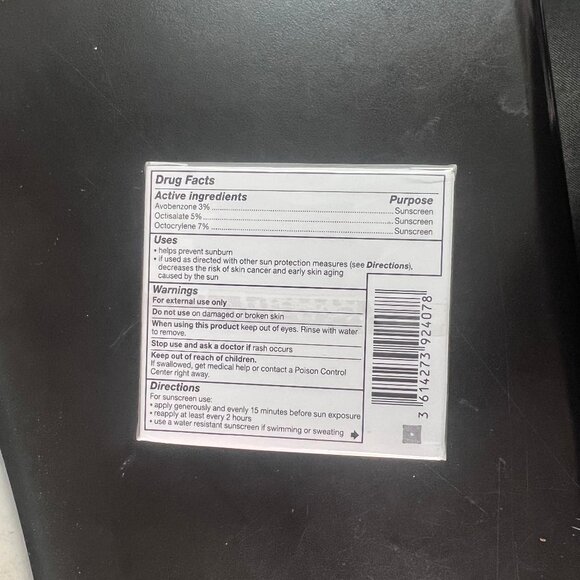 Drug Facts
Active ingredients Purpose
Avobenzone 3% Sunscreen
Octisalate 5% Sunscreen
Octocrylene 7% Sunscreen
Uses
• helps prevent sunburn
• if used as directed with other sun protection measures (see Directions),
decreases the risk of skin cancer and early skin aging
caused by the sun
Warnings
For external use only
Do not use on damaged or broken skin
When using this product keep out of eyes. Rinse with water
to remove.
Stop use and ask a doctor if rash occurs
Keep out of reach of children.
If swallowed, get medical help or contact a Poison Control
Center right away.
Directions
For sunscreen use:
• apply generously and evenly 15 minutes before sun exposure
• reapply at least every 2 hours
• use a water resistant sunscreen if swimming or sweating
3 614273 924078